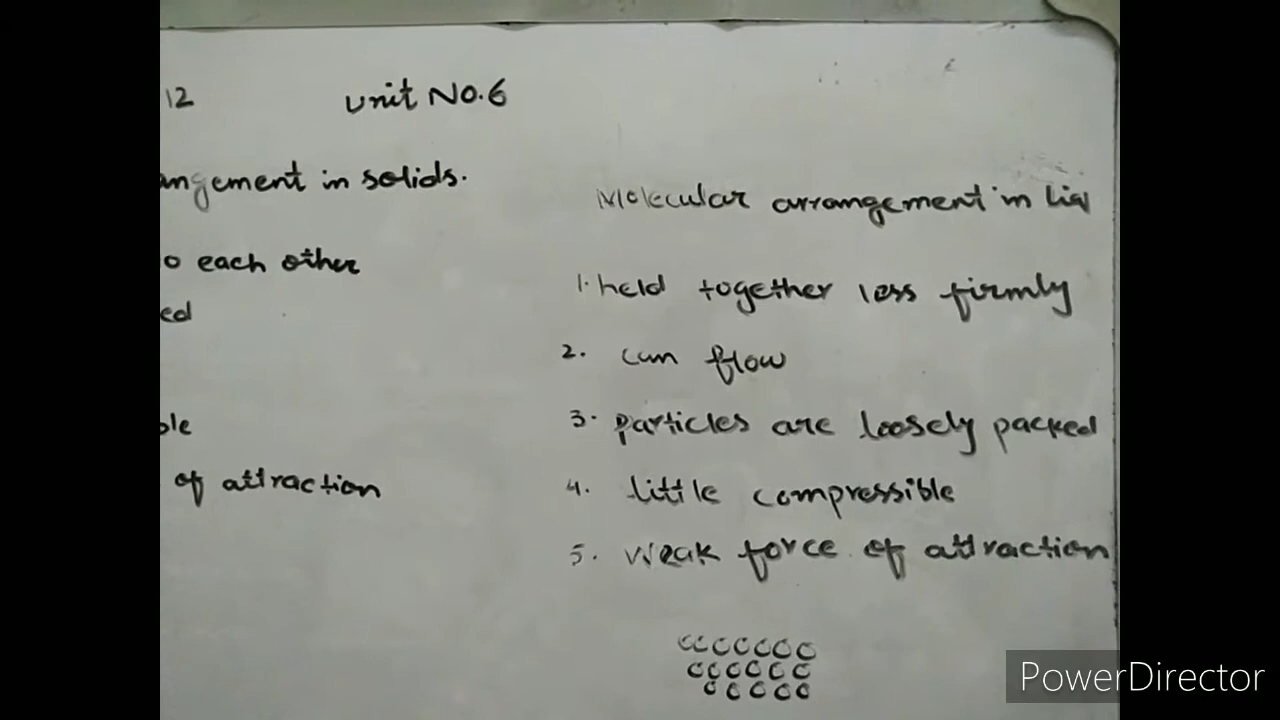 12 Unit No.6
angement in solids.
o each other
ed
ble
of attraction
Molecular arrangement in liq
1. held together less firmly
2. can flow
3. particles are loosely packed
4. little compressible
5. weak force of attraction
PowerDirector